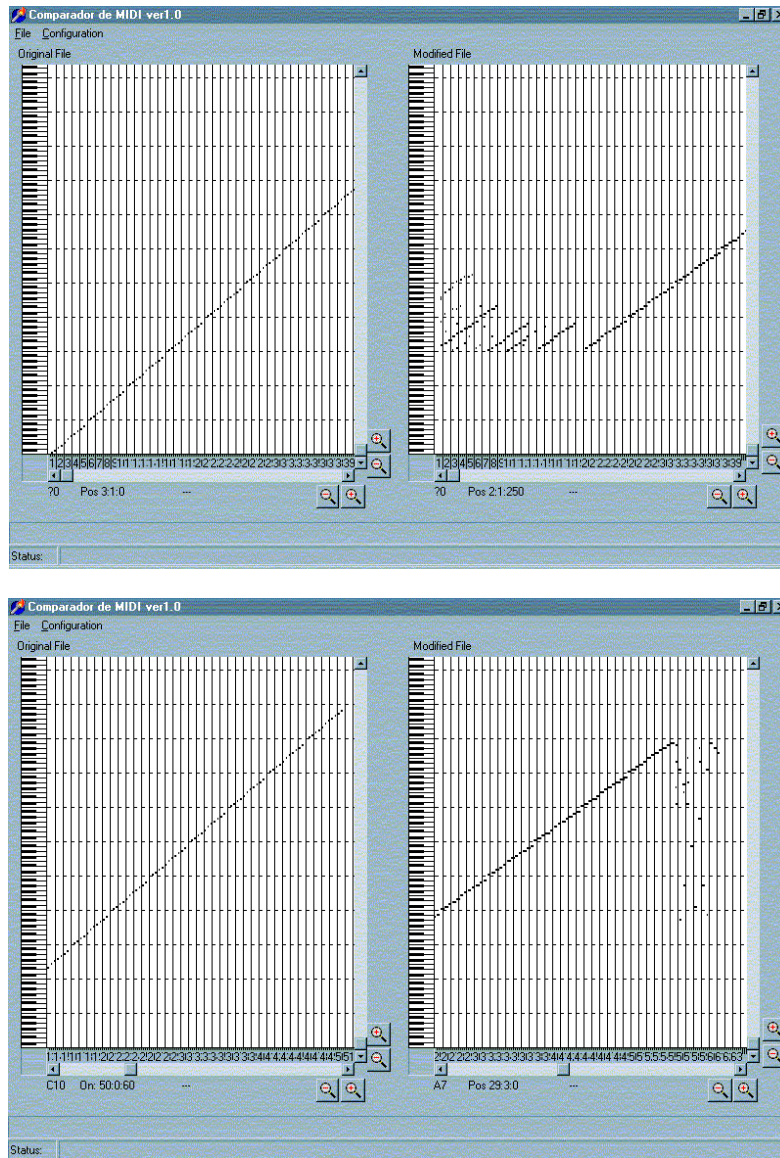 Comparador de MIDI ver1.0
File Configuration
Original File
Modified File
?0 Pos 3:1:0 ---
?0 Pos 2:1:250 ---
Status:
Comparador de MIDI ver1.0
File Configuration
Original File
Modified File
C10 On: 50:0:60 ---
A7 Pos 29:3:0 ---
Status: